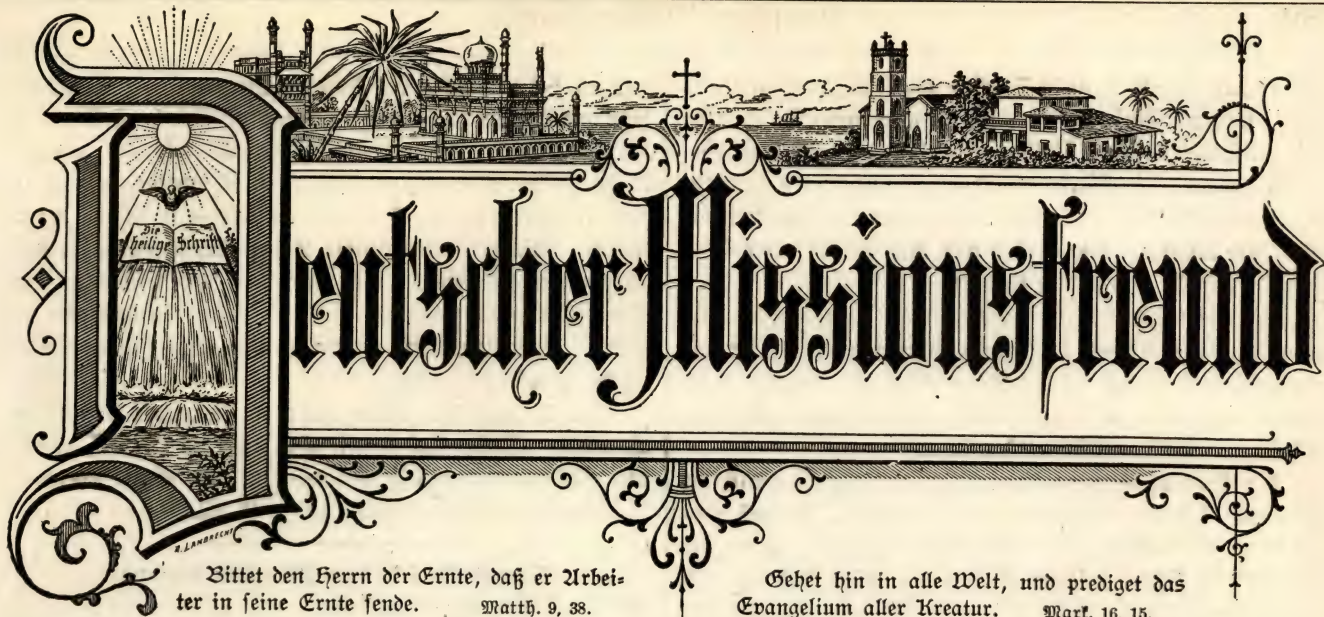 Deutscher Missionsfreund
Die
heilige Schrift
R. LAMBRECHT
Bittet den Herrn der Ernte, daß er Arbei=
ter in seine Ernte sende. Matth. 9, 38.
Gehet hin in alle Welt, und prediget das
Evangelium aller Kreatur. Mark. 16, 15.